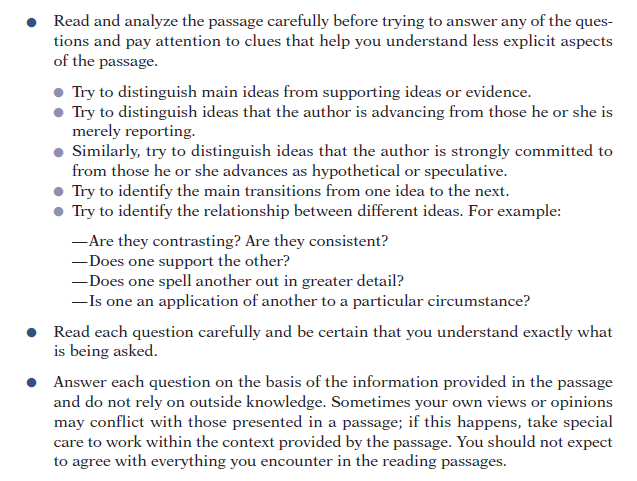 ● Read and analyze the passage carefully before trying to answer any of the ques-
tions and pay attention to clues that help you understand less explicit aspects
of the passage.
● Try to distinguish main ideas from supporting ideas or evidence.
● Try to distinguish ideas that the author is advancing from those he or she is
merely reporting.
● Similarly, try to distinguish ideas that the author is strongly committed to
from those he or she advances as hypothetical or speculative.
● Try to identify the main transitions from one idea to the next.
● Try to identify the relationship between different ideas. For example:
—Are they contrasting? Are they consistent?
—Does one support the other?
—Does one spell another out in greater detail?
—Is one an application of another to a particular circumstance?
● Read each question carefully and be certain that you understand exactly what
is being asked.
● Answer each question on the basis of the information provided in the passage
and do not rely on outside knowledge. Sometimes your own views or opinions
may conflict with those presented in a passage; if this happens, take special
care to work within the context provided by the passage. You should not expect
to agree with everything you encounter in the reading passages.